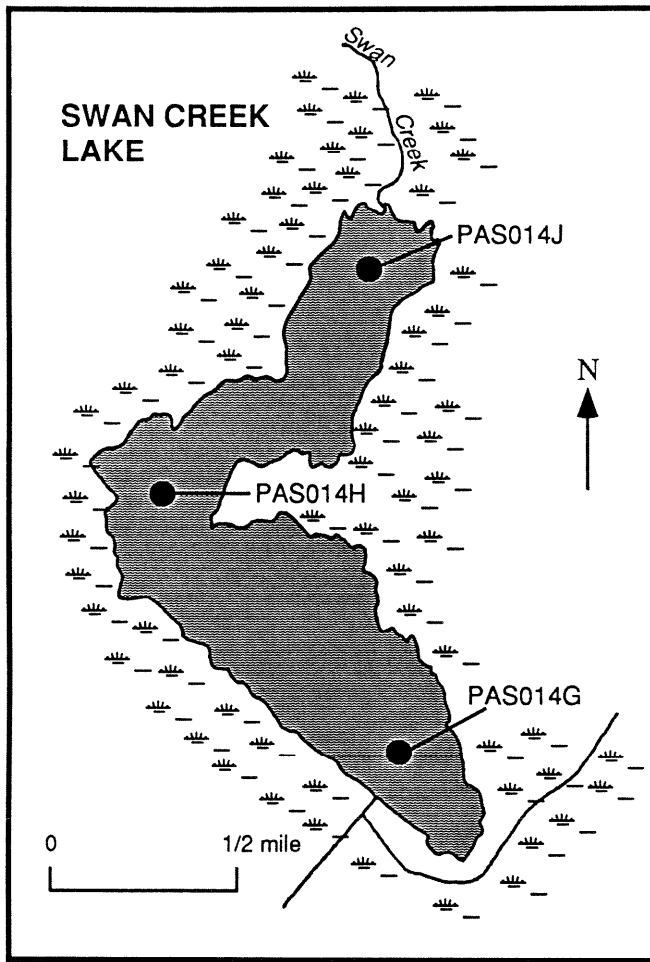 Swan
Creek
SWAN CREEK
LAKE
PAS014J
N
PAS014H
PAS014G
0 1/2 mile